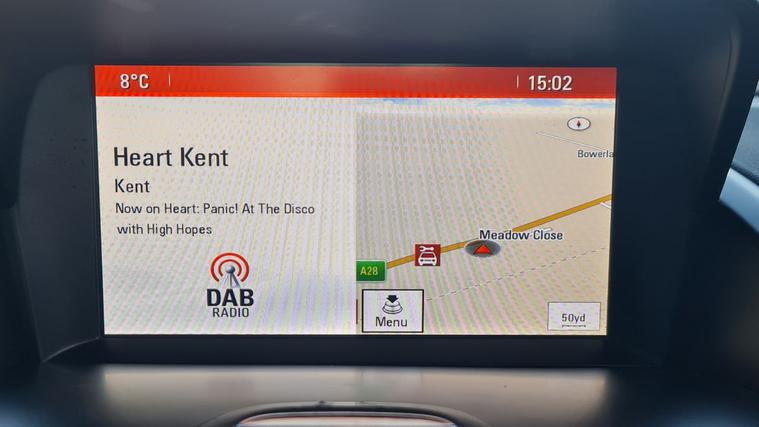 8°C
15:02
Heart Kent
Kent
Now on Heart: Panic! At The Disco
with High Hopes
DAB
RADIO
Bowerla
Meadow Close
A28
Menu
50yd